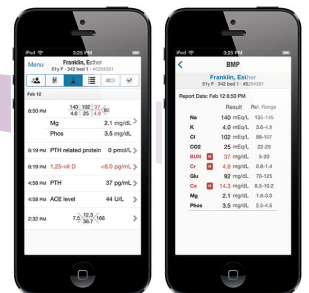 iPod 3:25 PM
Menu Franklin, Esther
51y F - 342 bed 1 - #5294301
Feb 12
6:50 PM 140 102 37 92
4.0 25 4.9
Mg 2.1 mg/dL
Phos 3.5 mg/dL
6:19 PM PTH related protein 0 pmol/L
6:19 PM 1,25-vit D <8.0 pg/mL
4:58 PM PTH 37 pg/mL
4:58 PM ACE level 44 U/L
2:32 PM 7.5 12.3 166
36.7
iPod 3:25 PM
BMP
Franklin, Esther
51y F - 342 bed 1 - #5294301
Report Date: Feb 12 6:50 PM
Result Ref. Range
Na 140 mEq/L 135-145
K 4.0 mEq/L 3.6-4.8
Cl 102 mEq/L 98-107
CO2 25 mEq/L 22-29
BUN H 37 mg/dL 5-20
Cr H 4.9 mg/dL 0.6-1.4
Glu 92 mg/dL 70-125
Ca H 14.3 mg/dL 8.5-10.2
Mg 2.1 mg/dL 1.8-3.0
Phos 3.5 mg/dL 2.5-4.5